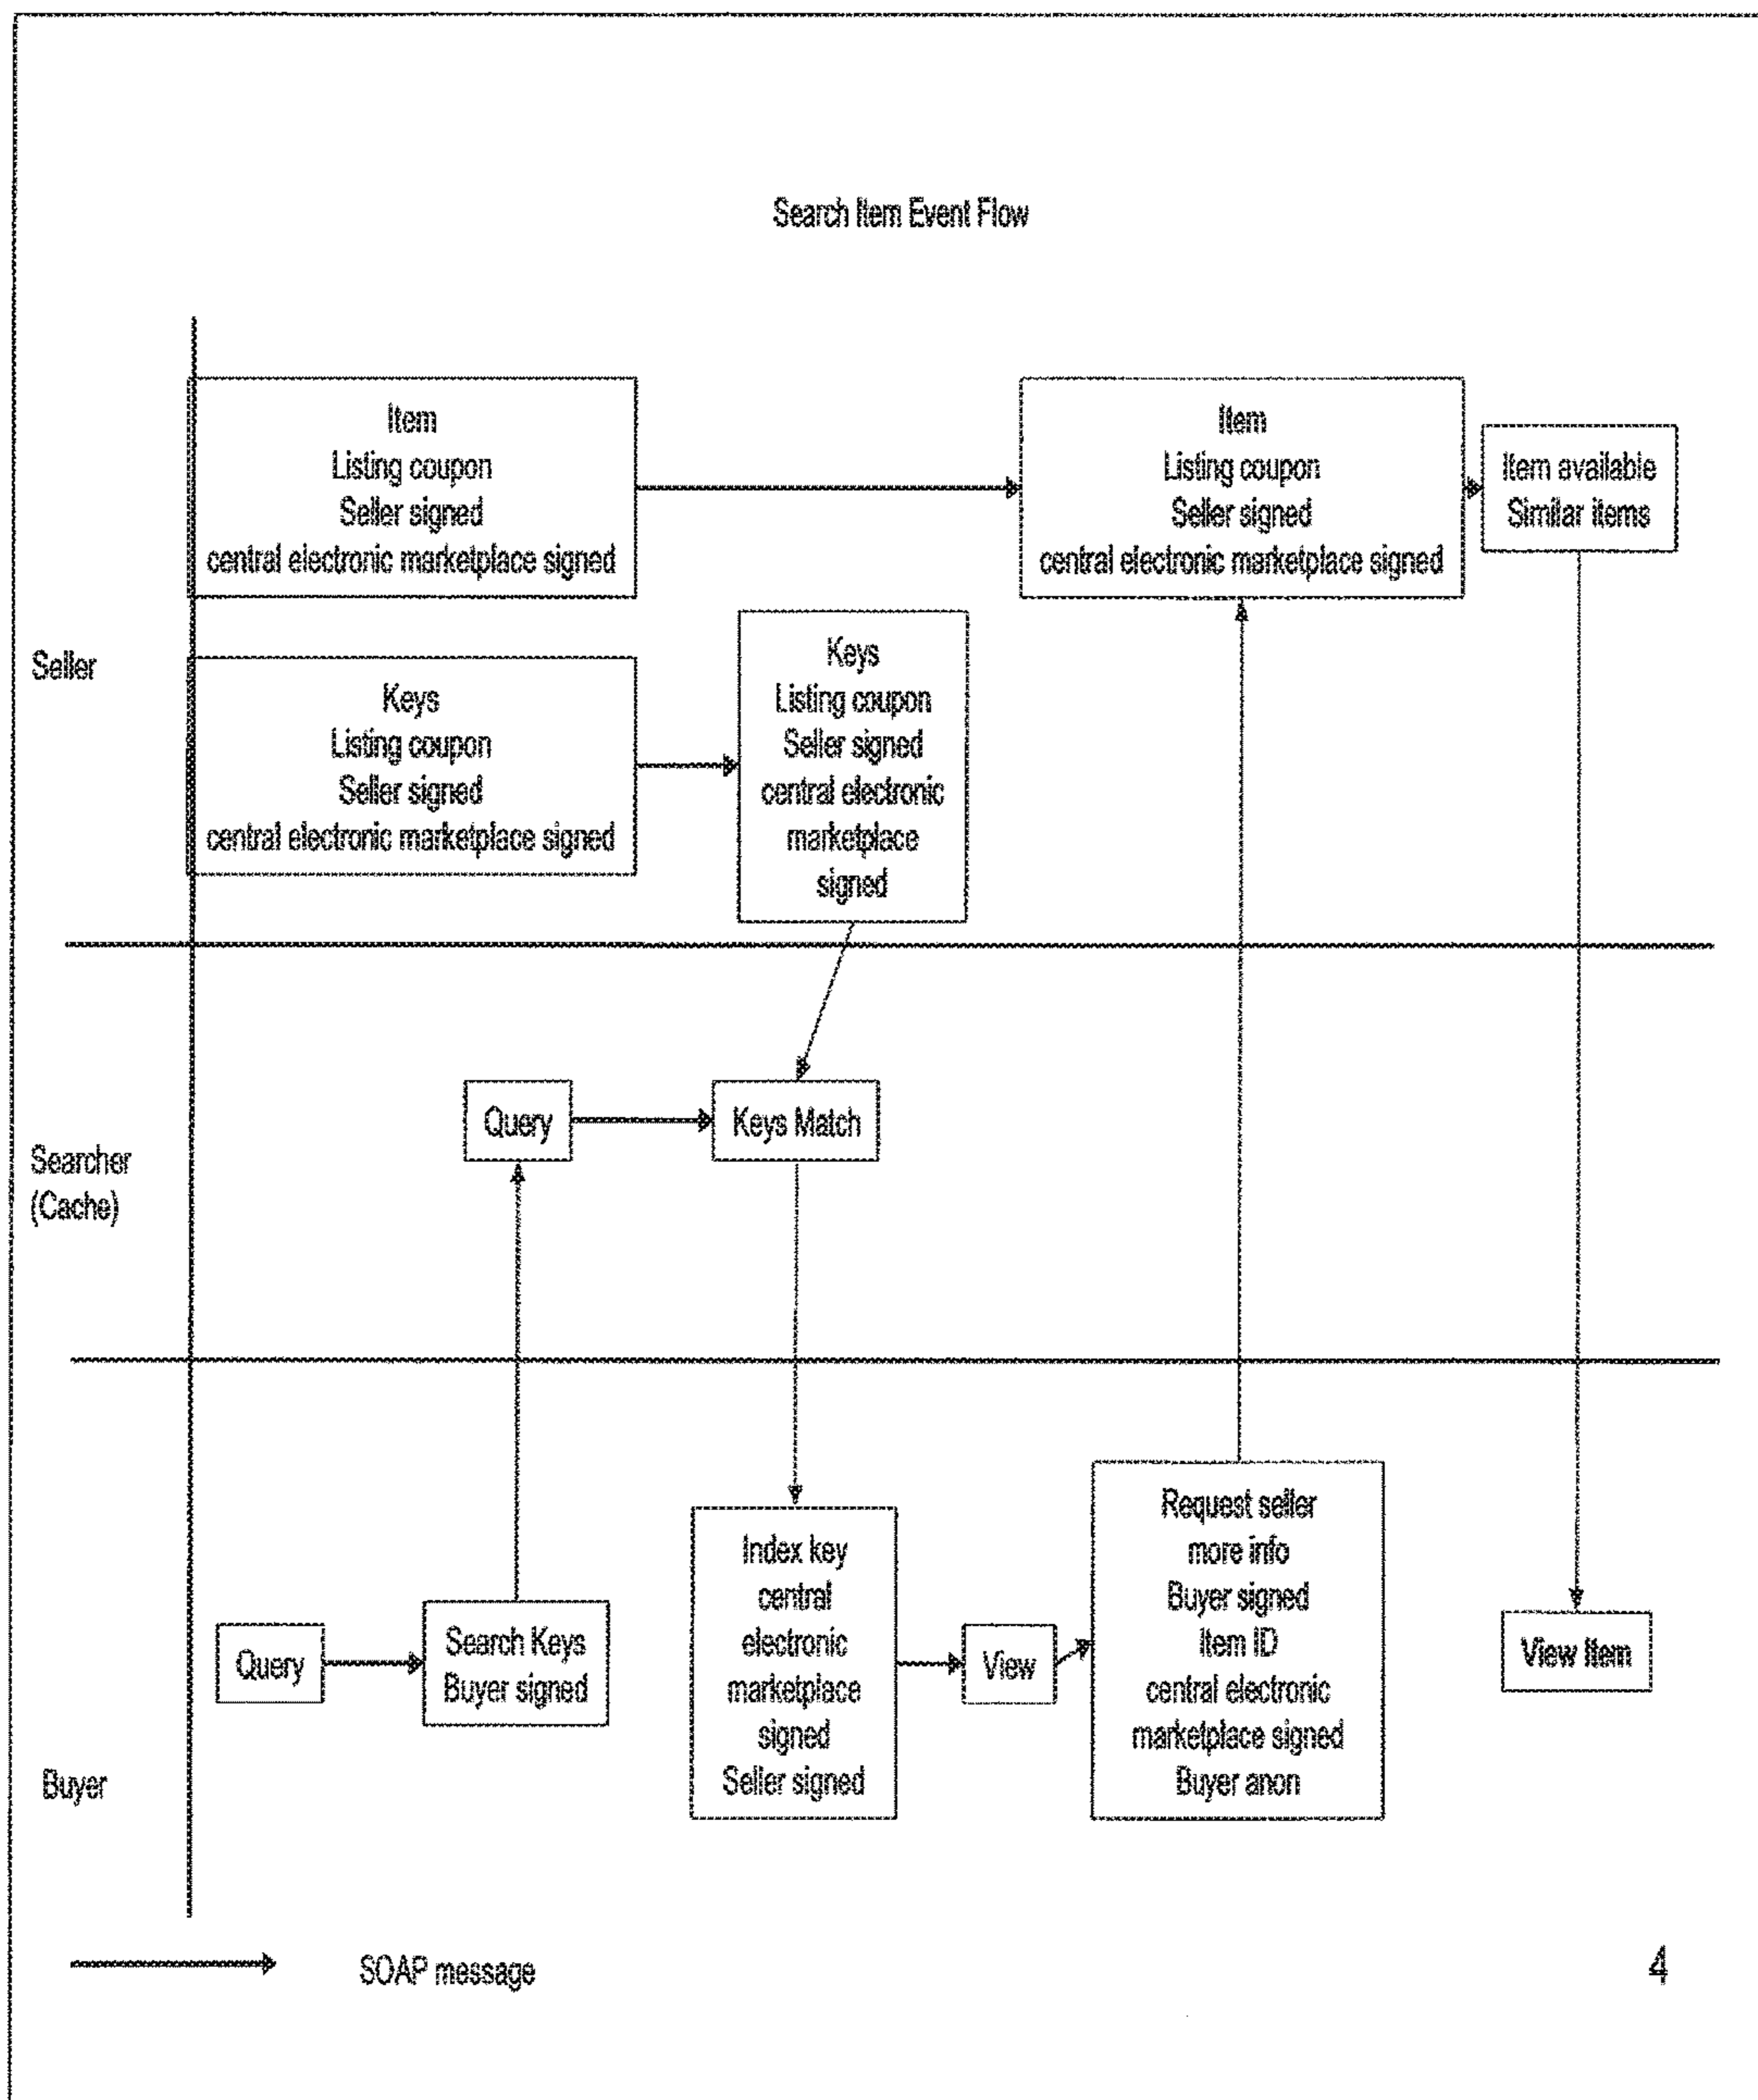 Search Item Event Flow
Item
Listing coupon
Seller signed
central electronic marketplace signed
Item
Listing coupon
Seller signed
central electronic marketplace signed
Item available
Similar items
Seller
Keys
Listing coupon
Seller signed
central electronic marketplace signed
Keys
Listing coupon
Seller signed
central electronic
marketplace
signed
Searcher
(Cache)
Query
Keys Match
Buyer
Query
Search Keys
Buyer signed
Index key
central
electronic
marketplace
signed
Seller signed
View
Request seller
more info
Buyer signed
Item ID
central electronic
marketplace signed
Buyer anon
View Item
SOAP message
4